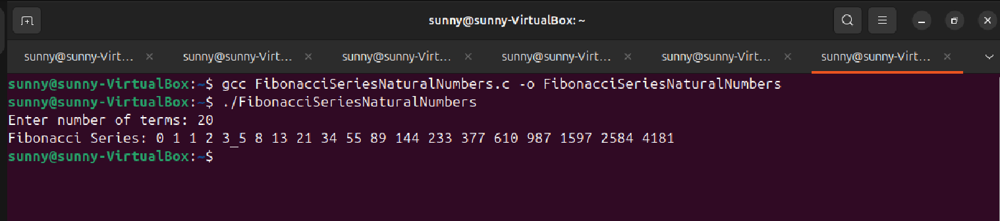 sunny@sunny-VirtualBox: ~
sunny@sunny-Virt... sunny@sunny-Virt... sunny@sunny-Virt... sunny@sunny-Virt... sunny@sunny-Virt... sunny@sunny-Virt...
sunny@sunny-VirtualBox:~$ gcc FibonacciSeriesNaturalNumbers.c -o FibonacciSeriesNaturalNumbers
sunny@sunny-VirtualBox:~$ ./FibonacciSeriesNaturalNumbers
Enter number of terms: 20
Fibonacci Series: 0 1 1 2 3_5 8 13 21 34 55 89 144 233 377 610 987 1597 2584 4181
sunny@sunny-VirtualBox:~$